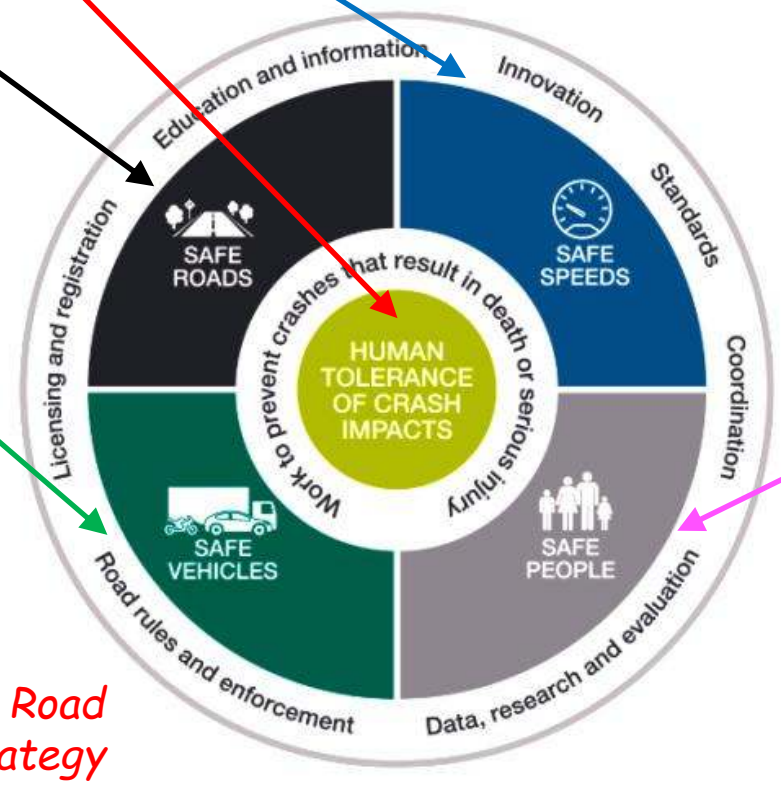 Education and information
Innovation
Standards
Coordination
Data, research and evaluation
Road rules and enforcement
Licensing and registration
SAFE
ROADS
SAFE
SPEEDS
SAFE
PEOPLE
SAFE
VEHICLES
Work to prevent crashes that result in death or serious injury
HUMAN
TOLERANCE
OF CRASH
IMPACTS
Road
ategy